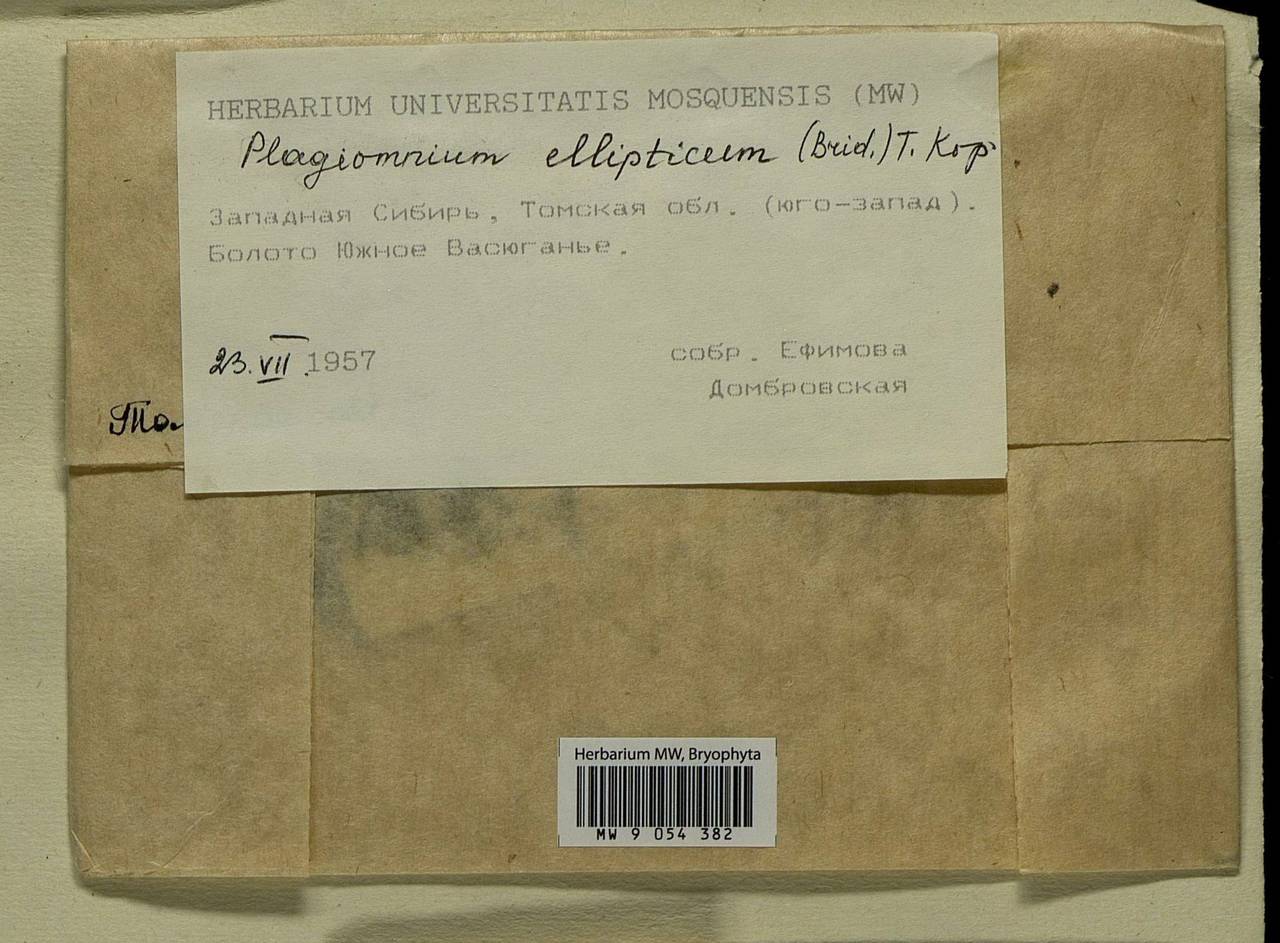 HERBARIUM UNIVERSITATIS MOSQUENSIS (MW)
Plagiomnium ellipticum (Brid.) T. Kop
Западная Сибирь, Томская обл. (юго-запад).
Болото Южное Васюганье.
23. VII. 1957
собр. Ефимова
Домбровская
То.
Herbarium MW, Bryophyta
MW 9 054 382